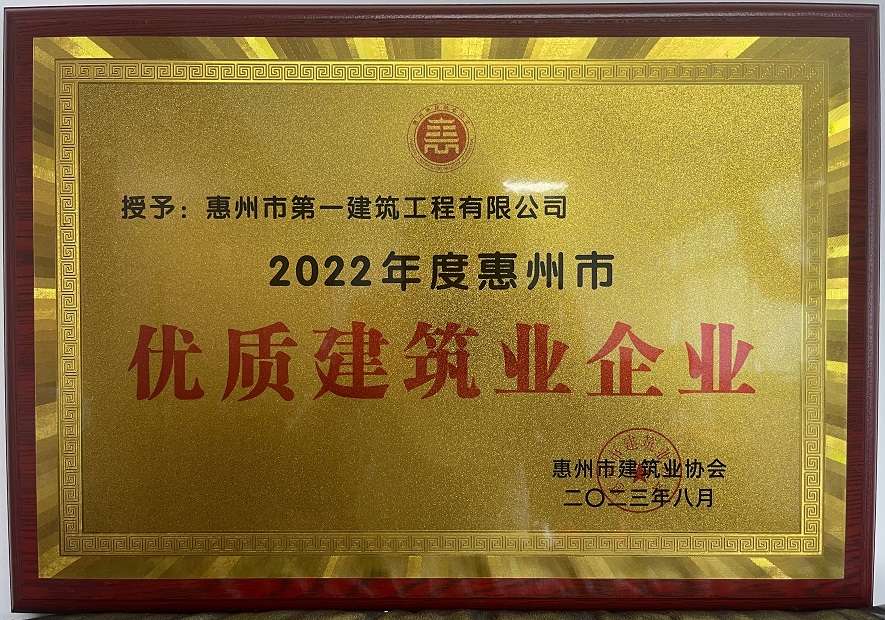 惠
授予：惠州市第一建筑工程有限公司
2022年度惠州市
优质建筑业企业
惠州市建筑业协会
二〇二三年八月